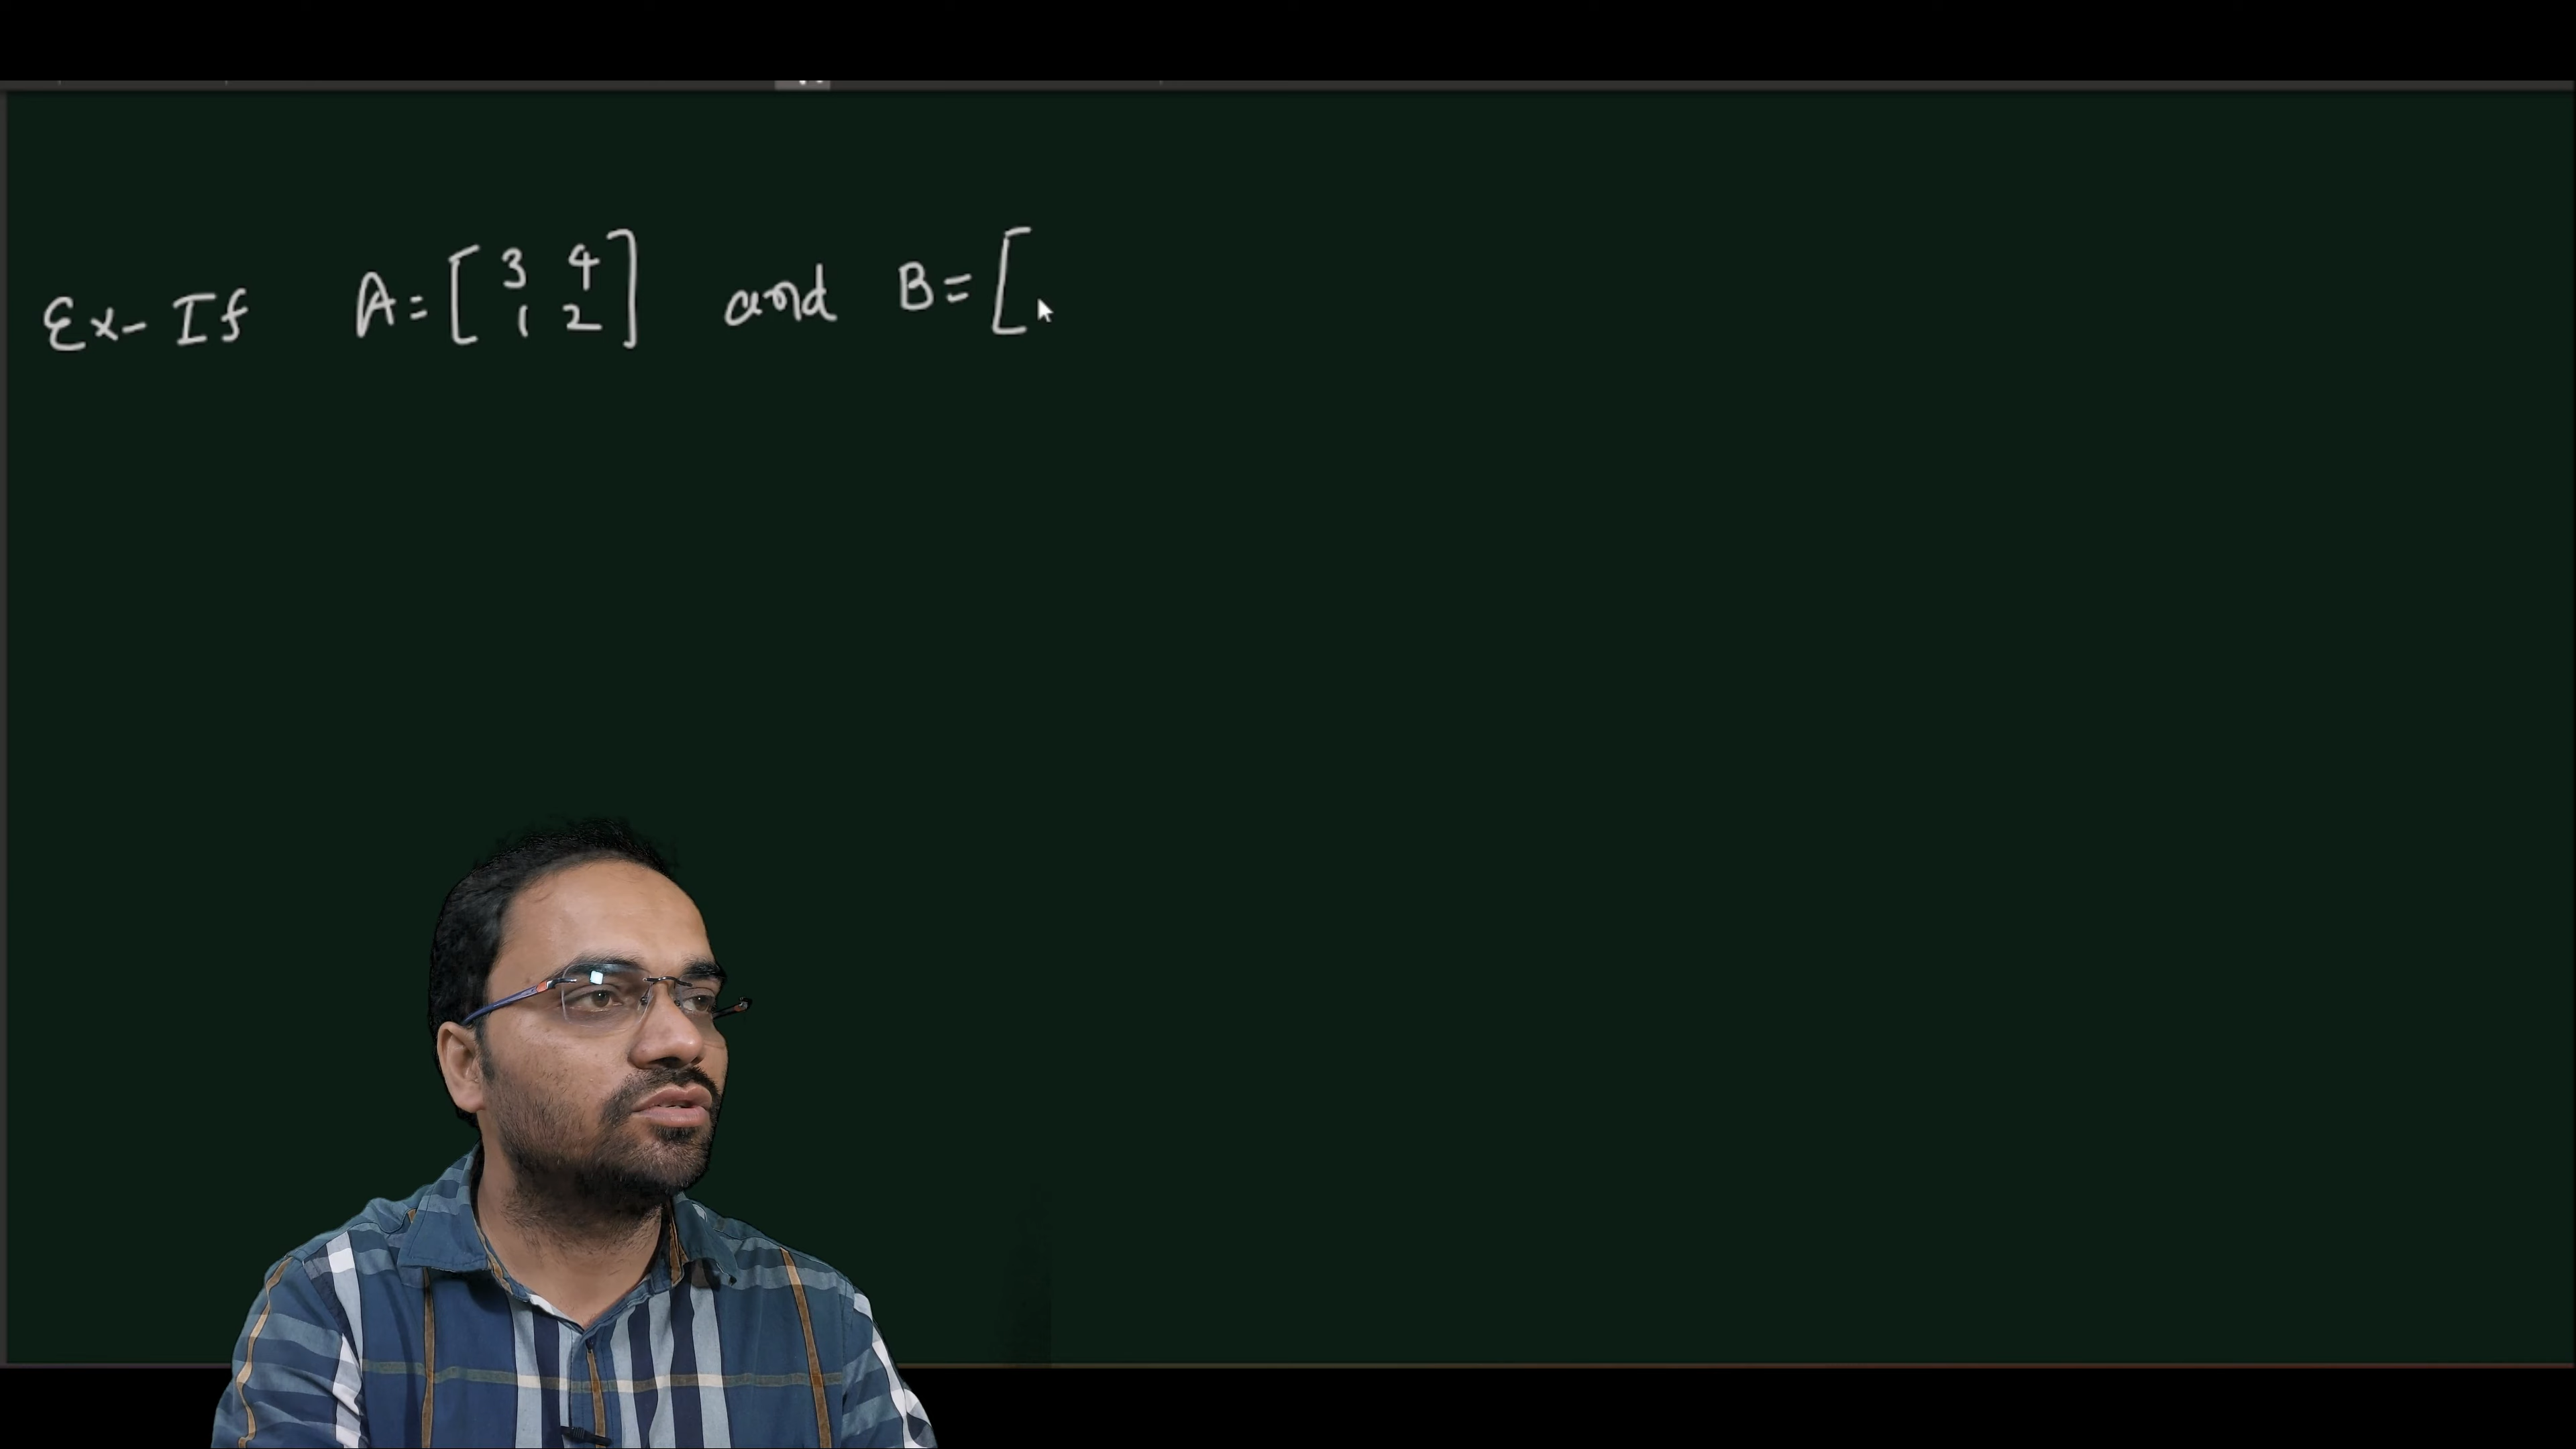 Ex- If A = [ 3 4 ] and B = [
1 2